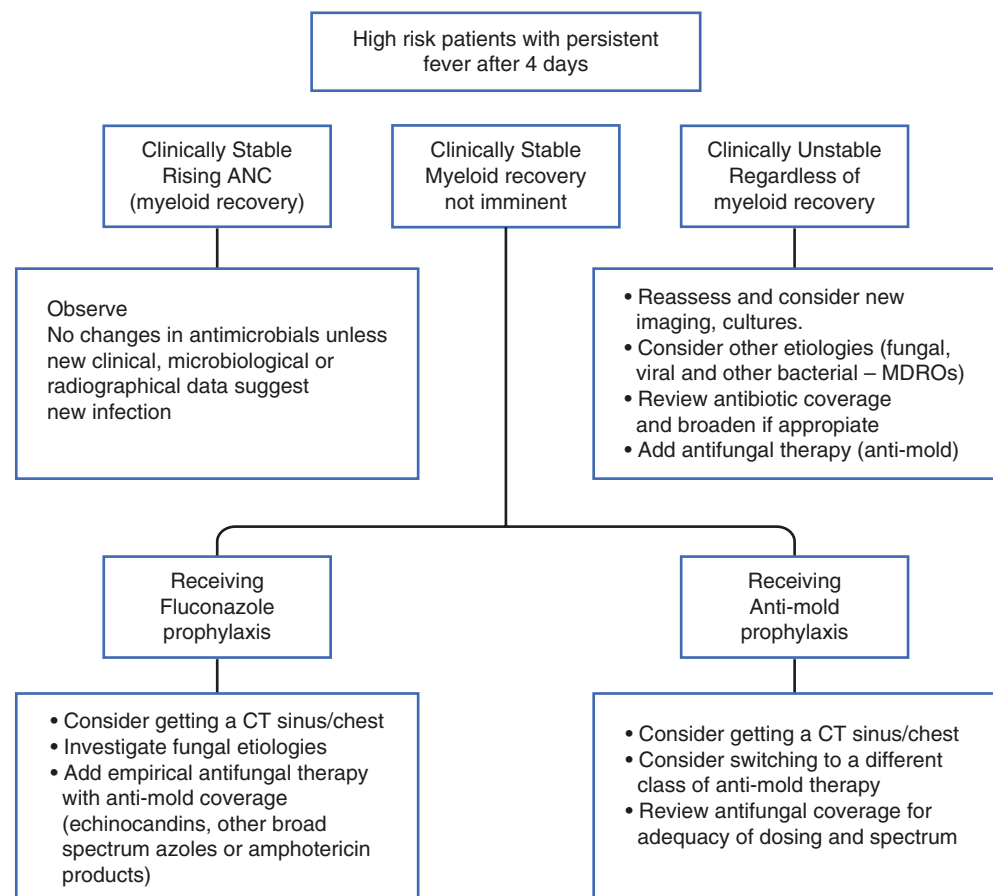 High risk patients with persistent
fever after 4 days
Clinically Stable
Rising ANC
(myeloid recovery)
Clinically Stable
Myeloid recovery
not imminent
Clinically Unstable
Regardless of
myeloid recovery
Observe
No changes in antimicrobials unless
new clinical, microbiological or
radiographical data suggest
new infection
• Reassess and consider new
imaging, cultures.
• Consider other etiologies (fungal,
viral and other bacterial – MDROs)
• Review antibiotic coverage
and broaden if appropiate
• Add antifungal therapy (anti-mold)
Receiving
Fluconazole
prophylaxis
Receiving
Anti-mold
prophylaxis
• Consider getting a CT sinus/chest
• Investigate fungal etiologies
• Add empirical antifungal therapy
with anti-mold coverage
(echinocandins, other broad
spectrum azoles or amphotericin
products)
• Consider getting a CT sinus/chest
• Consider switching to a different
class of anti-mold therapy
• Review antifungal coverage for
adequacy of dosing and spectrum